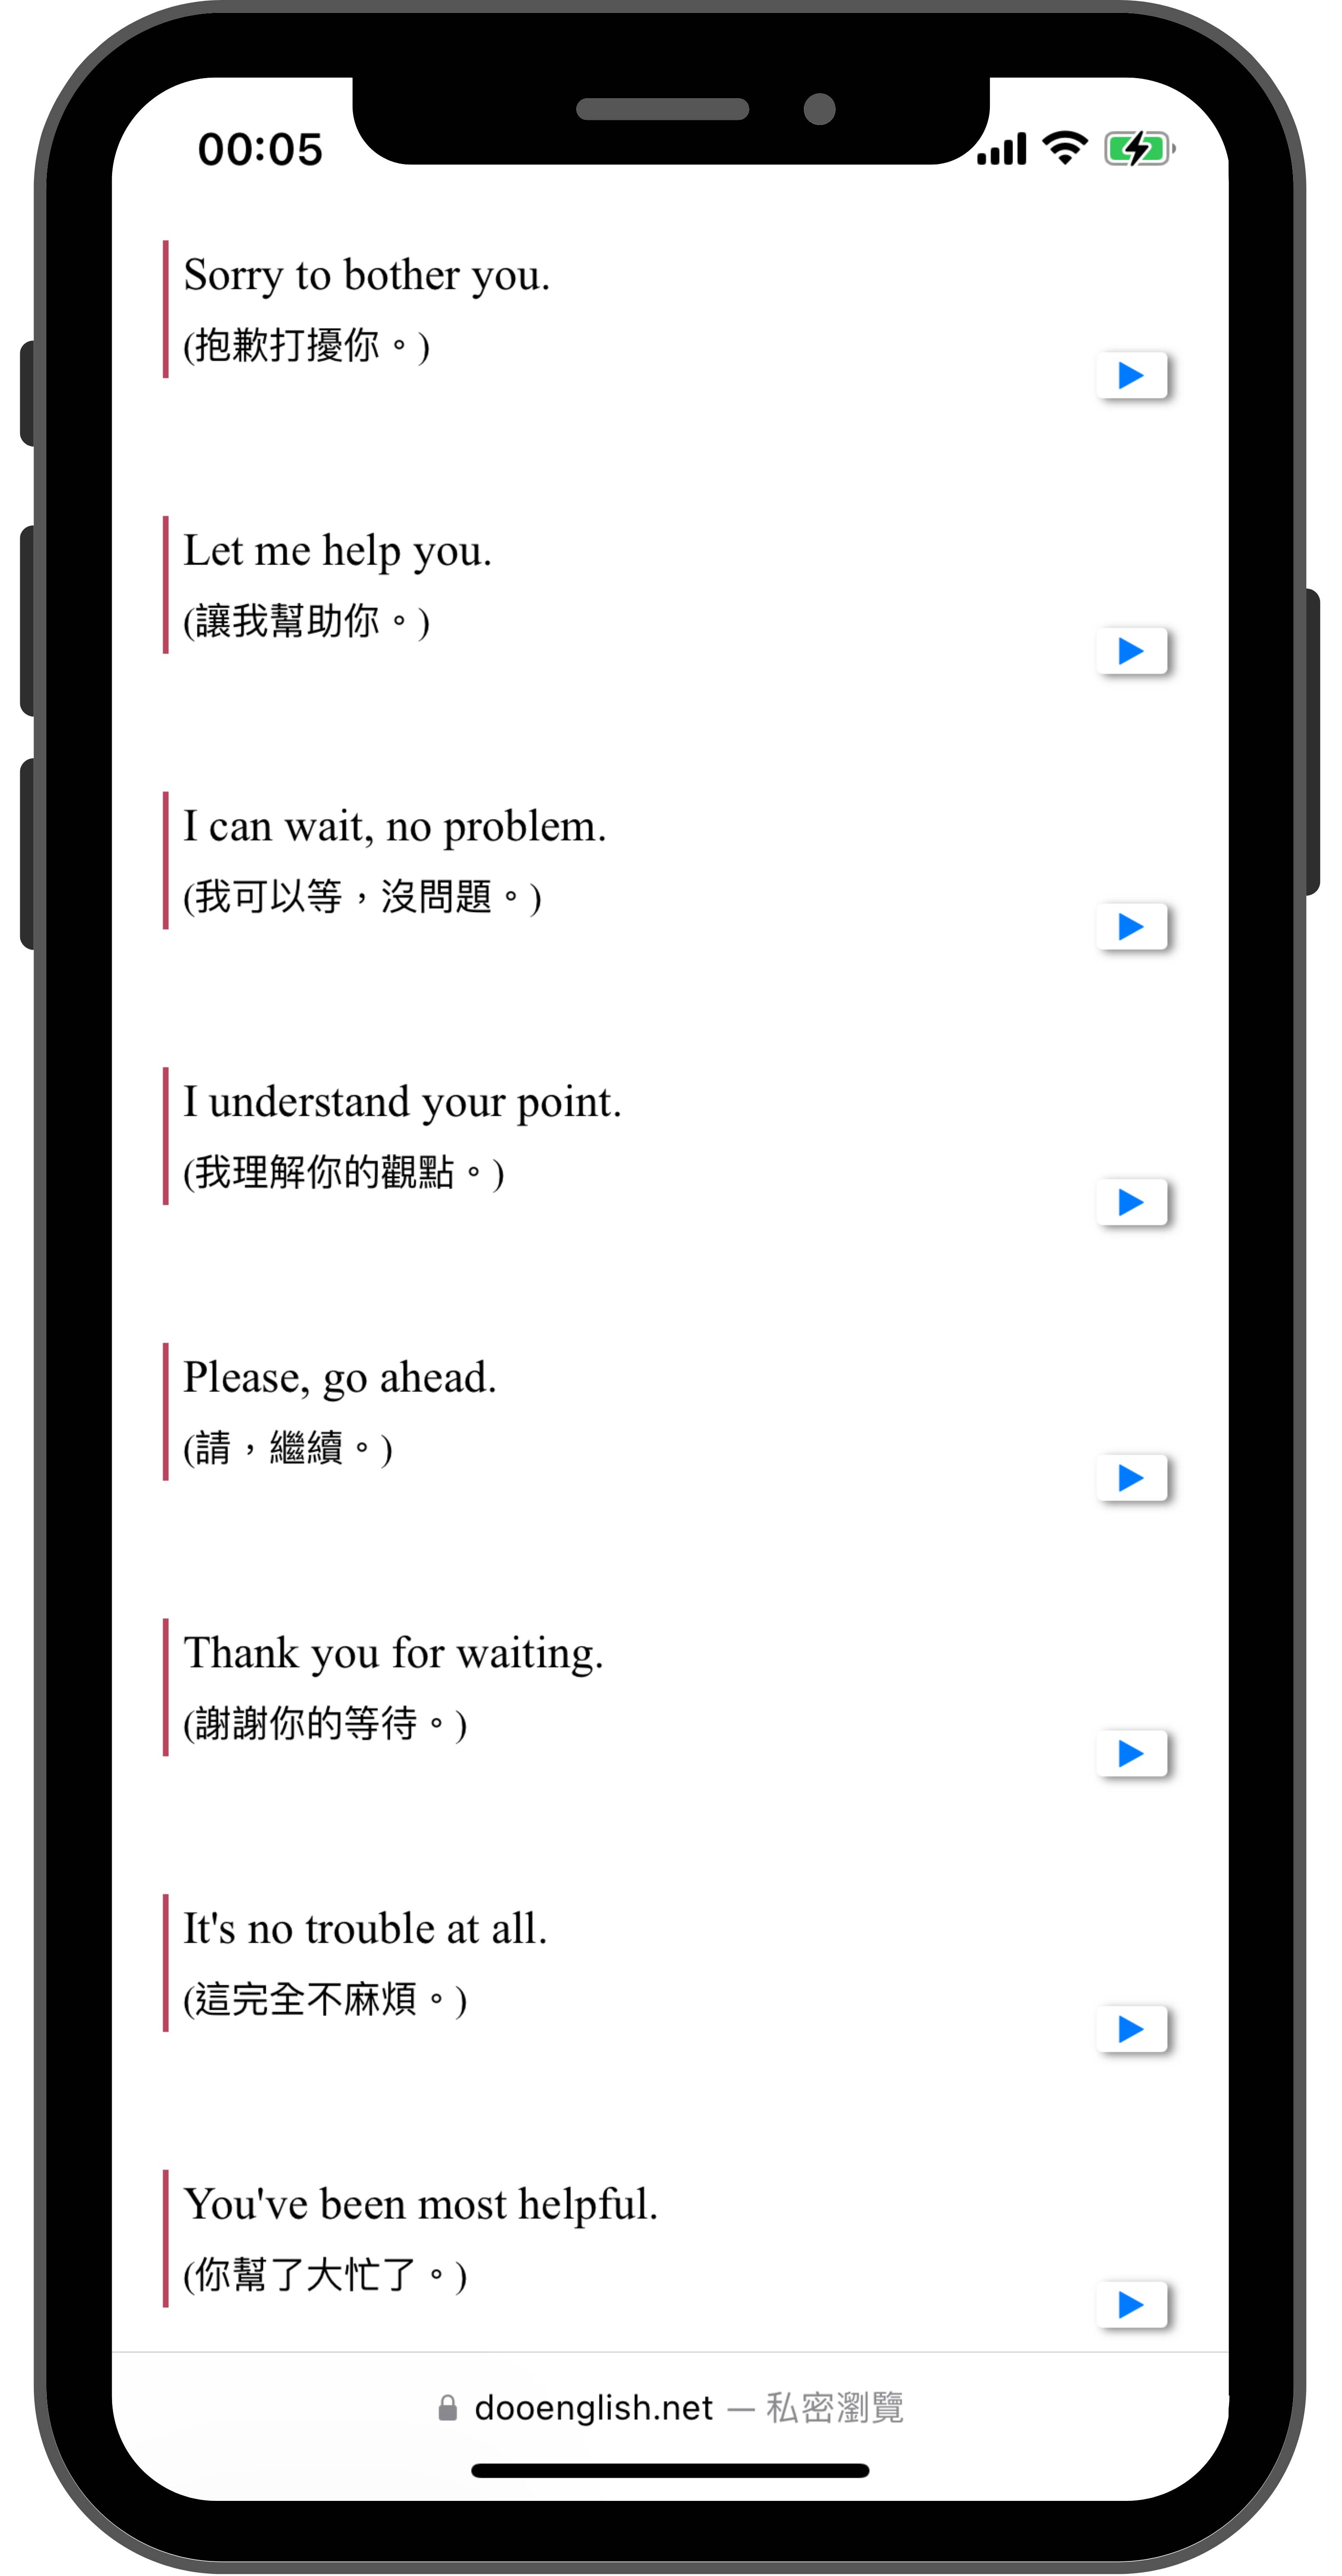 00:05
Sorry to bother you.
(抱歉打擾你。)
Let me help you.
(讓我幫助你。)
I can wait, no problem.
(我可以等，沒問題。)
I understand your point.
(我理解你的觀點。)
Please, go ahead.
(請，繼續。)
Thank you for waiting.
(謝謝你的等待。)
It's no trouble at all.
(這完全不麻煩。)
You've been most helpful.
(你幫了大忙了。)
dooenglish.net — 私密瀏覽